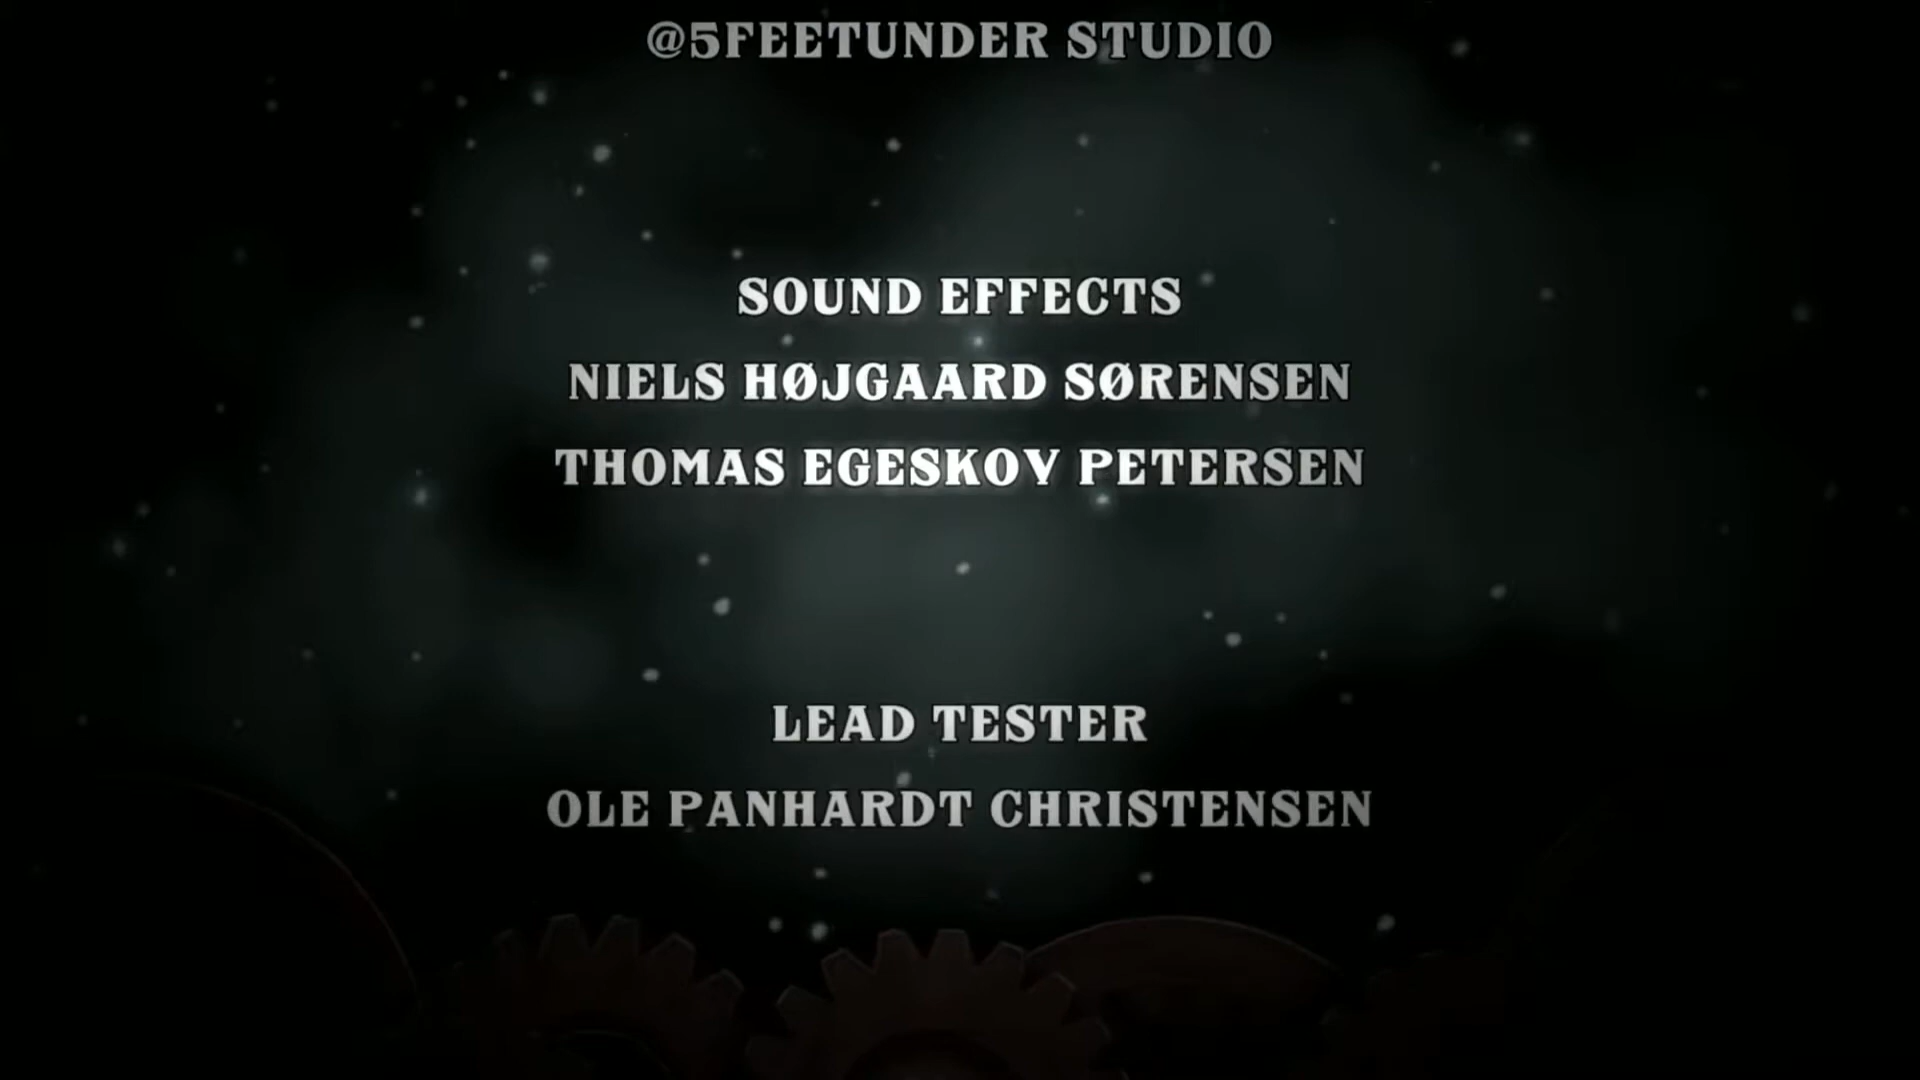 @5FEETUNDER STUDIO
SOUND EFFECTS
NIELS HØJGAARD SØRENSEN
THOMAS EGESKOV PETERSEN
LEAD TESTER
OLE PANHARDT CHRISTENSEN